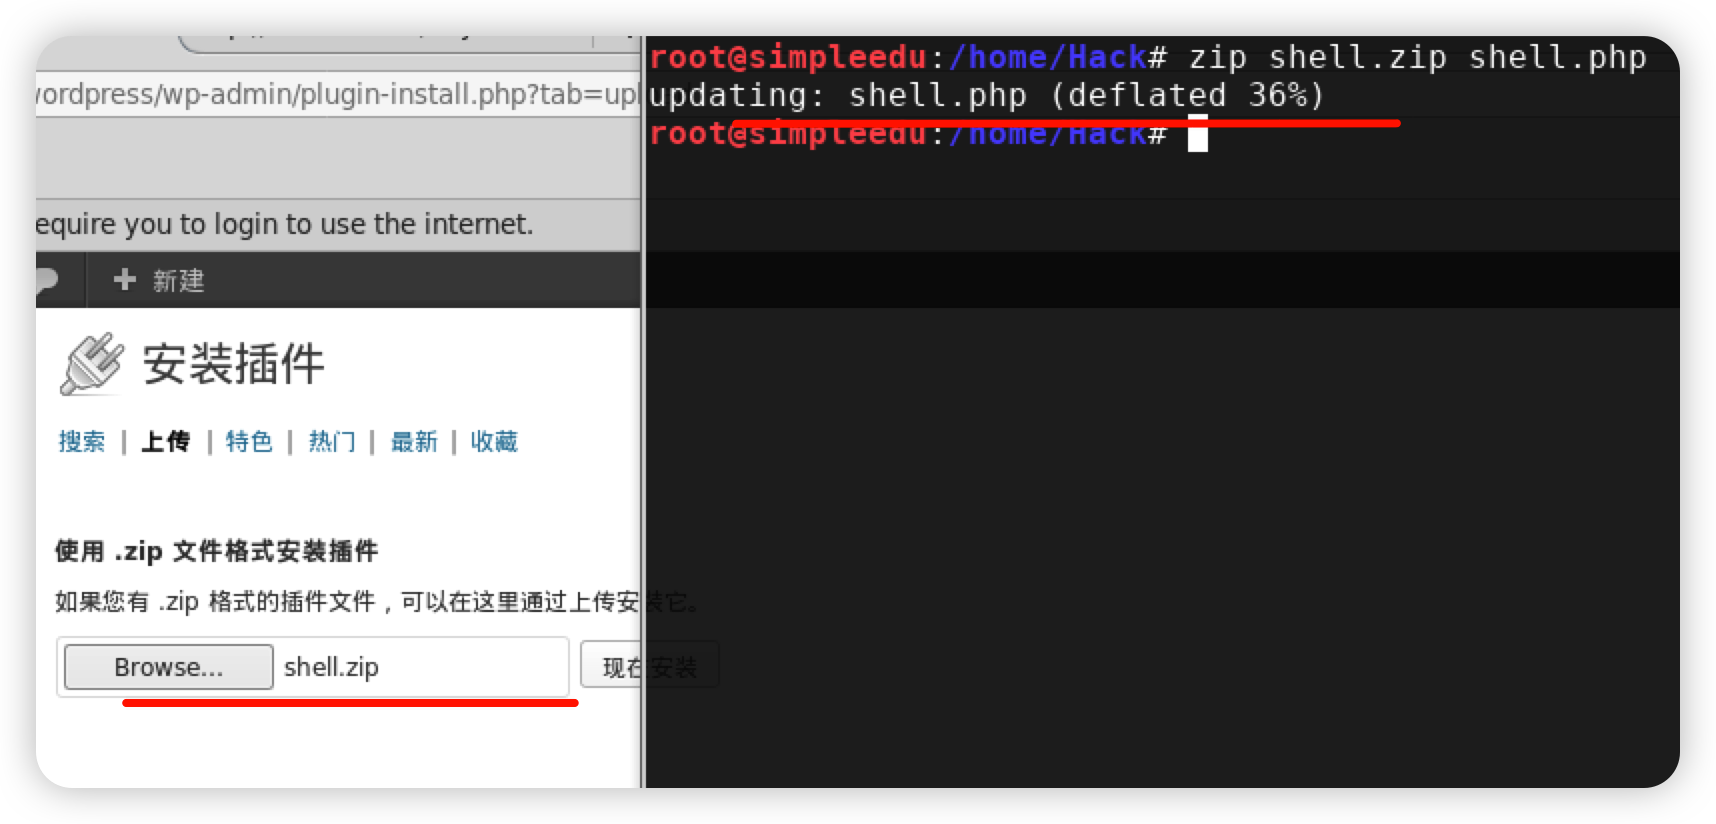 wordpress/wp-admin/plugin-install.php?tab=upl
equire you to login to use the internet.
新建
安装插件
搜索 | 上传 | 特色 | 热门 | 最新 | 收藏
使用 .zip 文件格式安装插件
如果您有 .zip 格式的插件文件，可以在这里通过上传安装它。
Browse... shell.zip 现在安装
root@simpleedu:/home/Hack# zip shell.zip shell.php
updating: shell.php (deflated 36%)
root@simpleedu:/home/Hack#